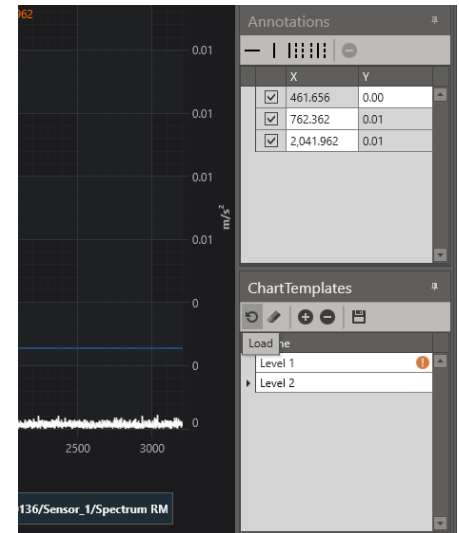 962
0.01
0.01
0.01
0.01
0
0
0
m/s²
2500 3000
0136/Sensor_1/Spectrum RM
Annotations
X Y
461.656 0.00
762.362 0.01
2,041.962 0.01
ChartTemplates
Load
Level 1
Level 2